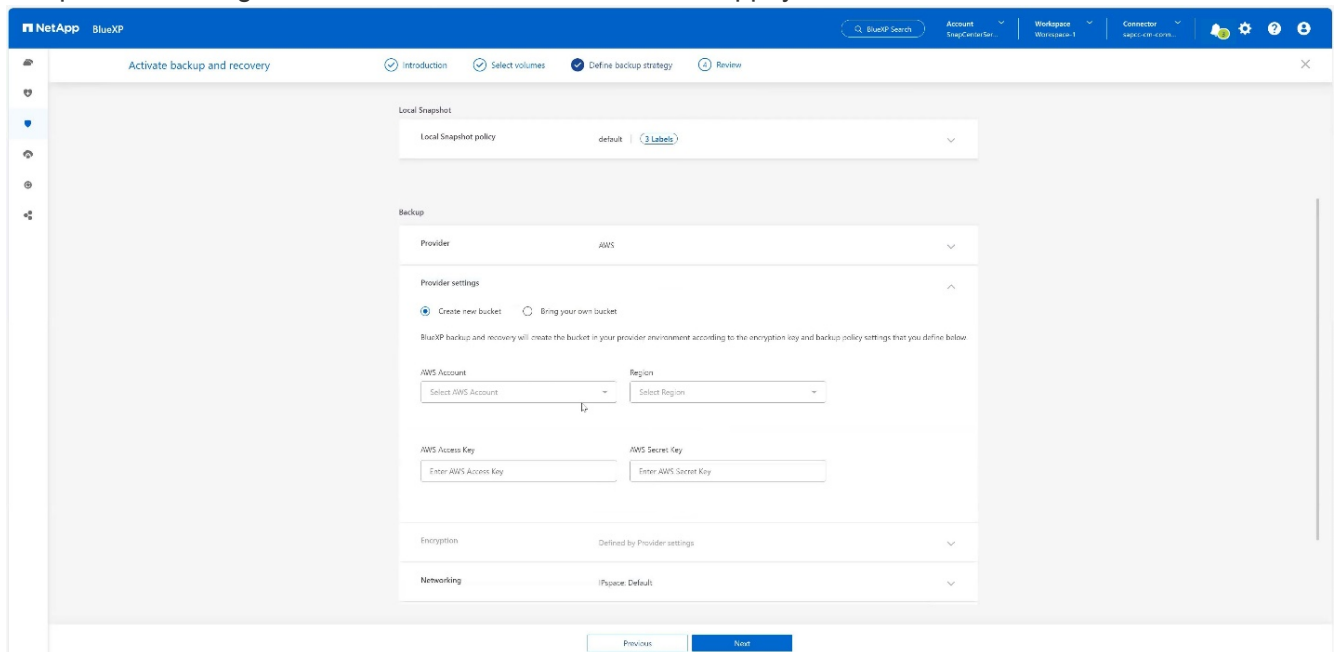 NetApp BlueXP
BlueXP Search
Account
SnapCenterSer...
Workspace
Workspace-1
Connector
sapcc-cm-conn...
Activate backup and recovery
Introduction
Select volumes
Define backup strategy
4 Review
Local Snapshot
Local Snapshot policy default | 3 Labels
Backup
Provider AWS
Provider settings
Create new bucket Bring your own bucket
BlueXP backup and recovery will create the bucket in your provider environment according to the encryption key and backup policy settings that you define below
AWS Account Region
Select AWS Account Select Region
AWS Access Key AWS Secret Key
Enter AWS Access Key Enter AWS Secret Key
Encryption Defined by Provider settings
Networking IPspace: Default
Previous Next